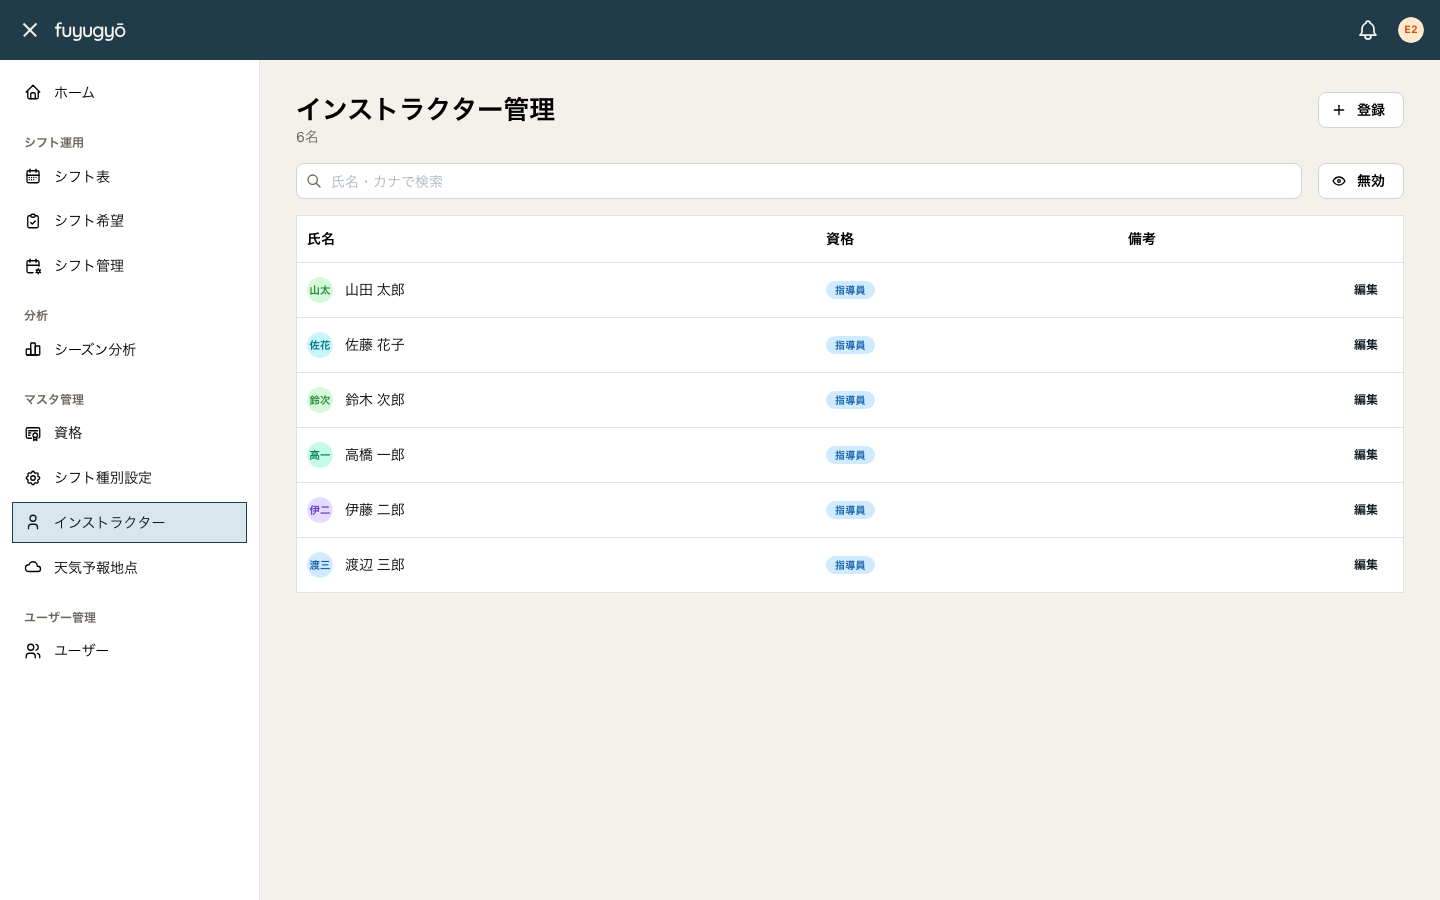 fuyugyō
E2
ホーム
シフト運用
シフト表
シフト希望
シフト管理
分析
シーズン分析
マスタ管理
資格
シフト種別設定
インストラクター
天気予報地点
ユーザー管理
ユーザー
インストラクター管理
6名
登録
氏名・カナで検索
無効
氏名 資格 備考
山太 山田 太郎 指導員 編集
佐花 佐藤 花子 指導員 編集
鈴次 鈴木 次郎 指導員 編集
高一 高橋 一郎 指導員 編集
伊二 伊藤 二郎 指導員 編集
渡三 渡辺 三郎 指導員 編集